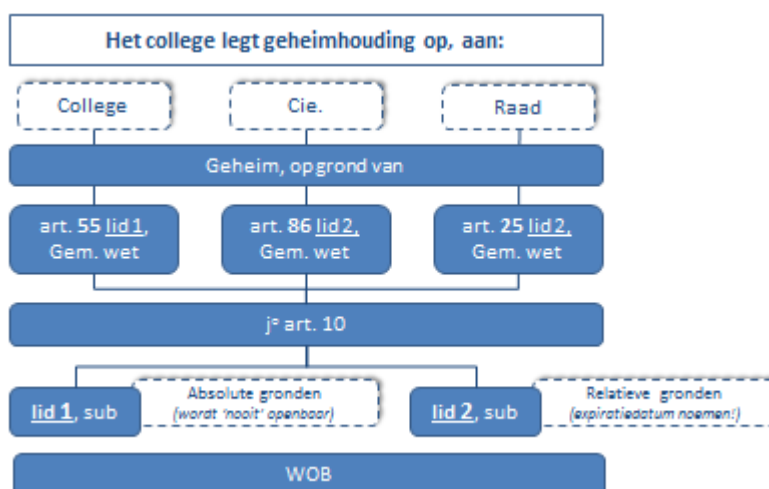 Het college legt geheimhouding op, aan:
College
Cie.
Raad
Geheim, op grond van
art. 55 lid 1,
Gem. wet
art. 86 lid 2,
Gem. wet
art. 25 lid 2,
Gem. wet
jº art. 10
lid 1, sub
Absolute gronden
(wordt 'nooit' openbaar)
lid 2, sub
Relatieve gronden
(expiratiedatum noemen!)
WOB